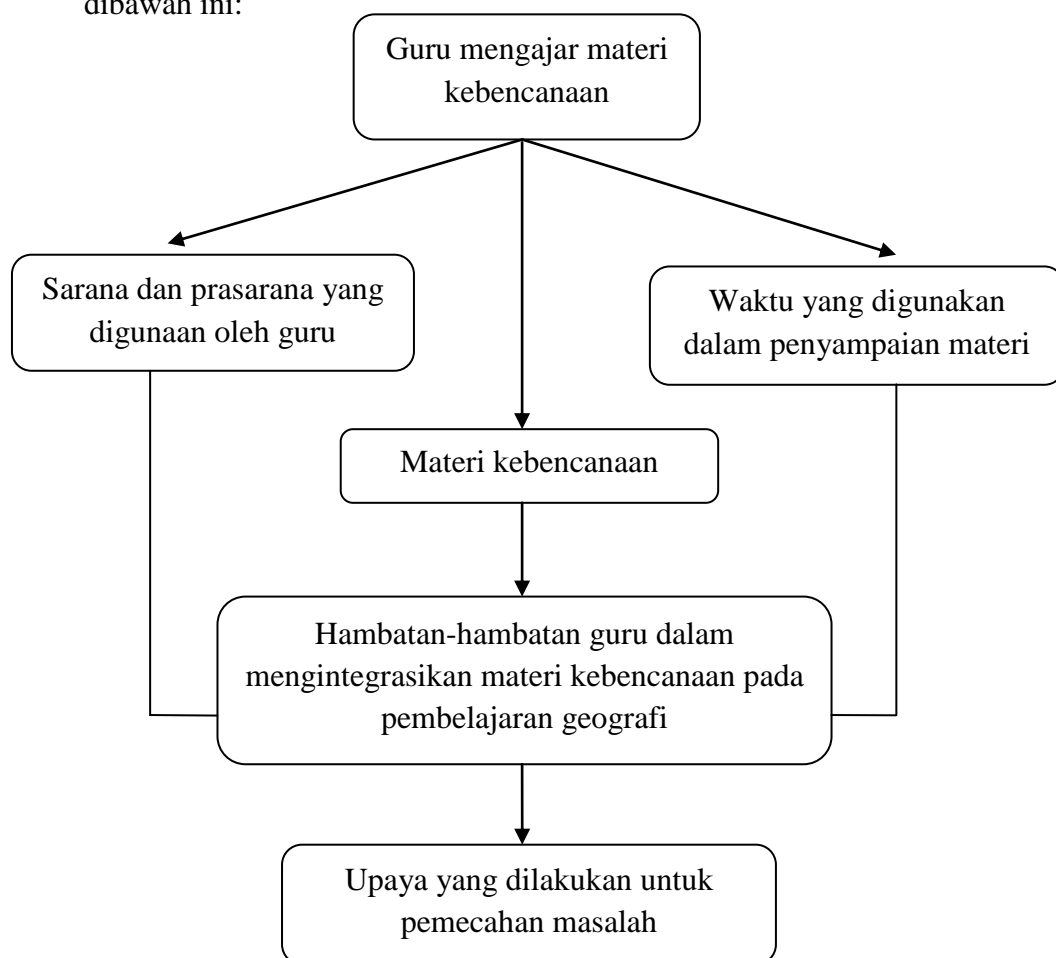 dibawah ini:
Guru mengajar materi
kebencanaan
Sarana dan prasarana yang
digunaan oleh guru
Waktu yang digunakan
dalam penyampaian materi
Materi kebencanaan
Hambatan-hambatan guru dalam
mengintegrasikan materi kebencanaan pada
pembelajaran geografi
Upaya yang dilakukan untuk
pemecahan masalah